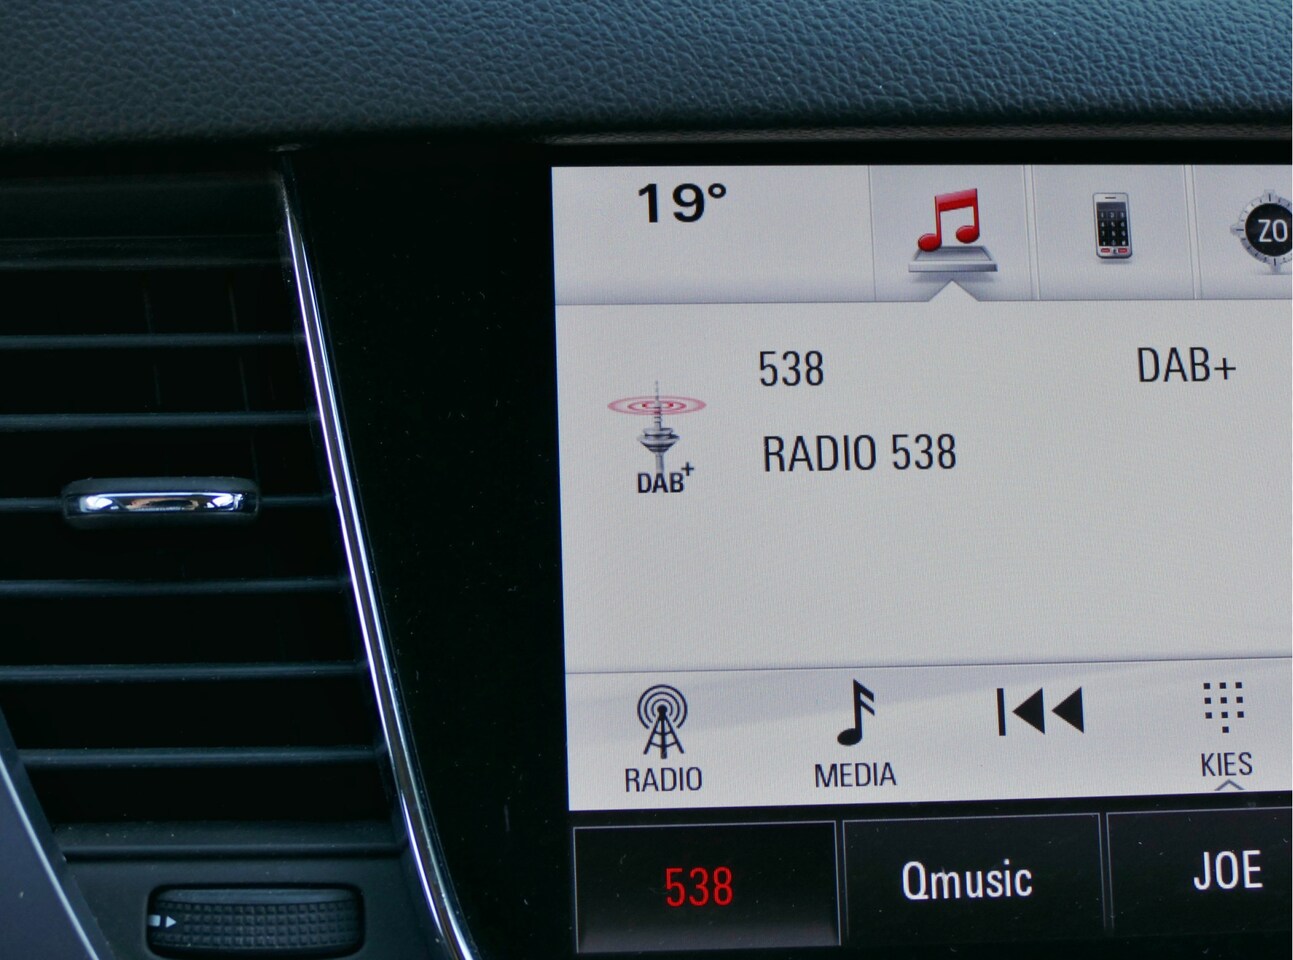 19°
ZO
538 DAB+
DAB+
RADIO 538
RADIO MEDIA KIES
538 Qmusic JOE